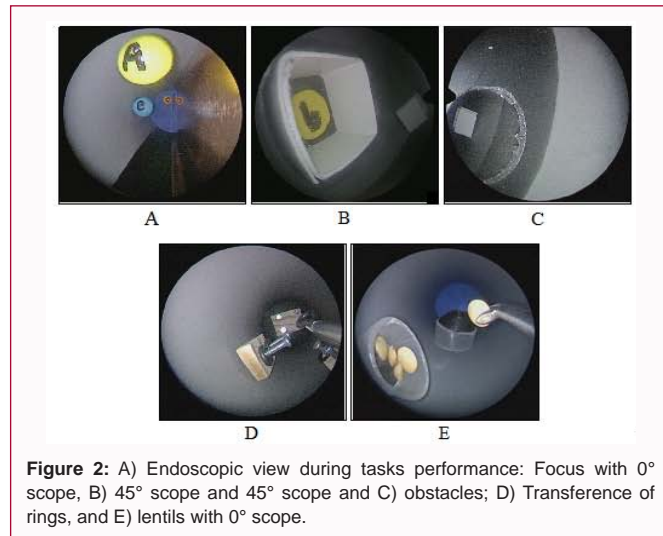 A
e
b
A
B
C
D
E
Figure 2: A) Endoscopic view during tasks performance: Focus with 0°
scope, B) 45° scope and 45° scope and C) obstacles; D) Transference of
rings, and E) lentils with 0° scope.